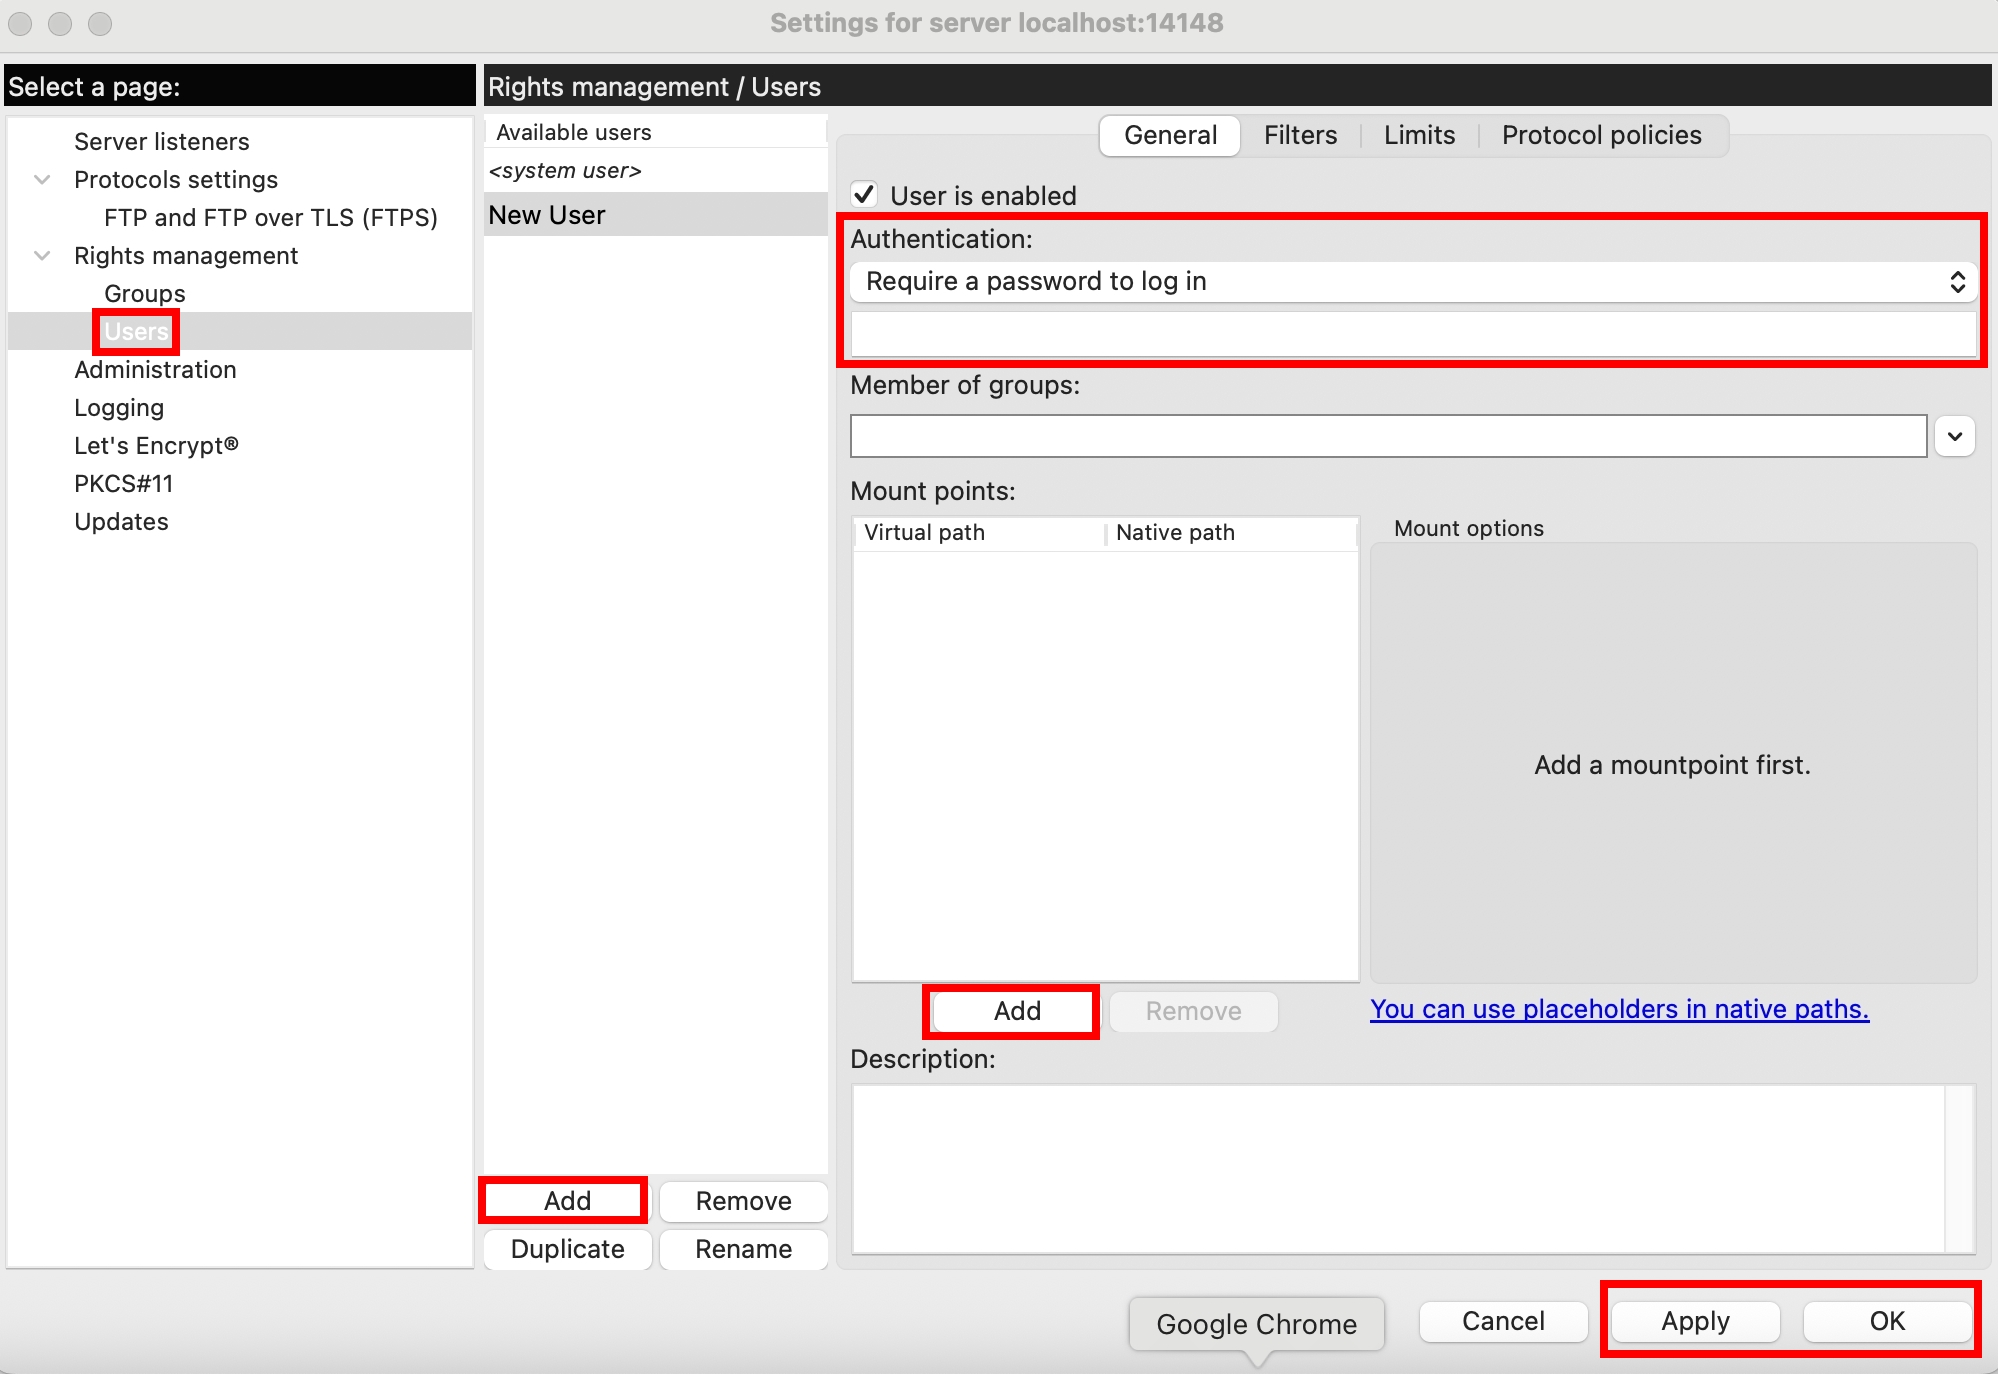 Settings for server localhost:14148
Select a page:
Server listeners
Protocols settings
FTP and FTP over TLS (FTPS)
Rights management
Groups
Users
Administration
Logging
Let's Encrypt®
PKCS#11
Updates
Rights management / Users
Available users
<system user>
New User
Add
Remove
Duplicate
Rename
General
Filters
Limits
Protocol policies
User is enabled
Authentication:
Require a password to log in
Member of groups:
Mount points:
Virtual path
Native path
Mount options
Add a mountpoint first.
Add
Remove
You can use placeholders in native paths.
Description:
Google Chrome
Cancel
Apply
OK